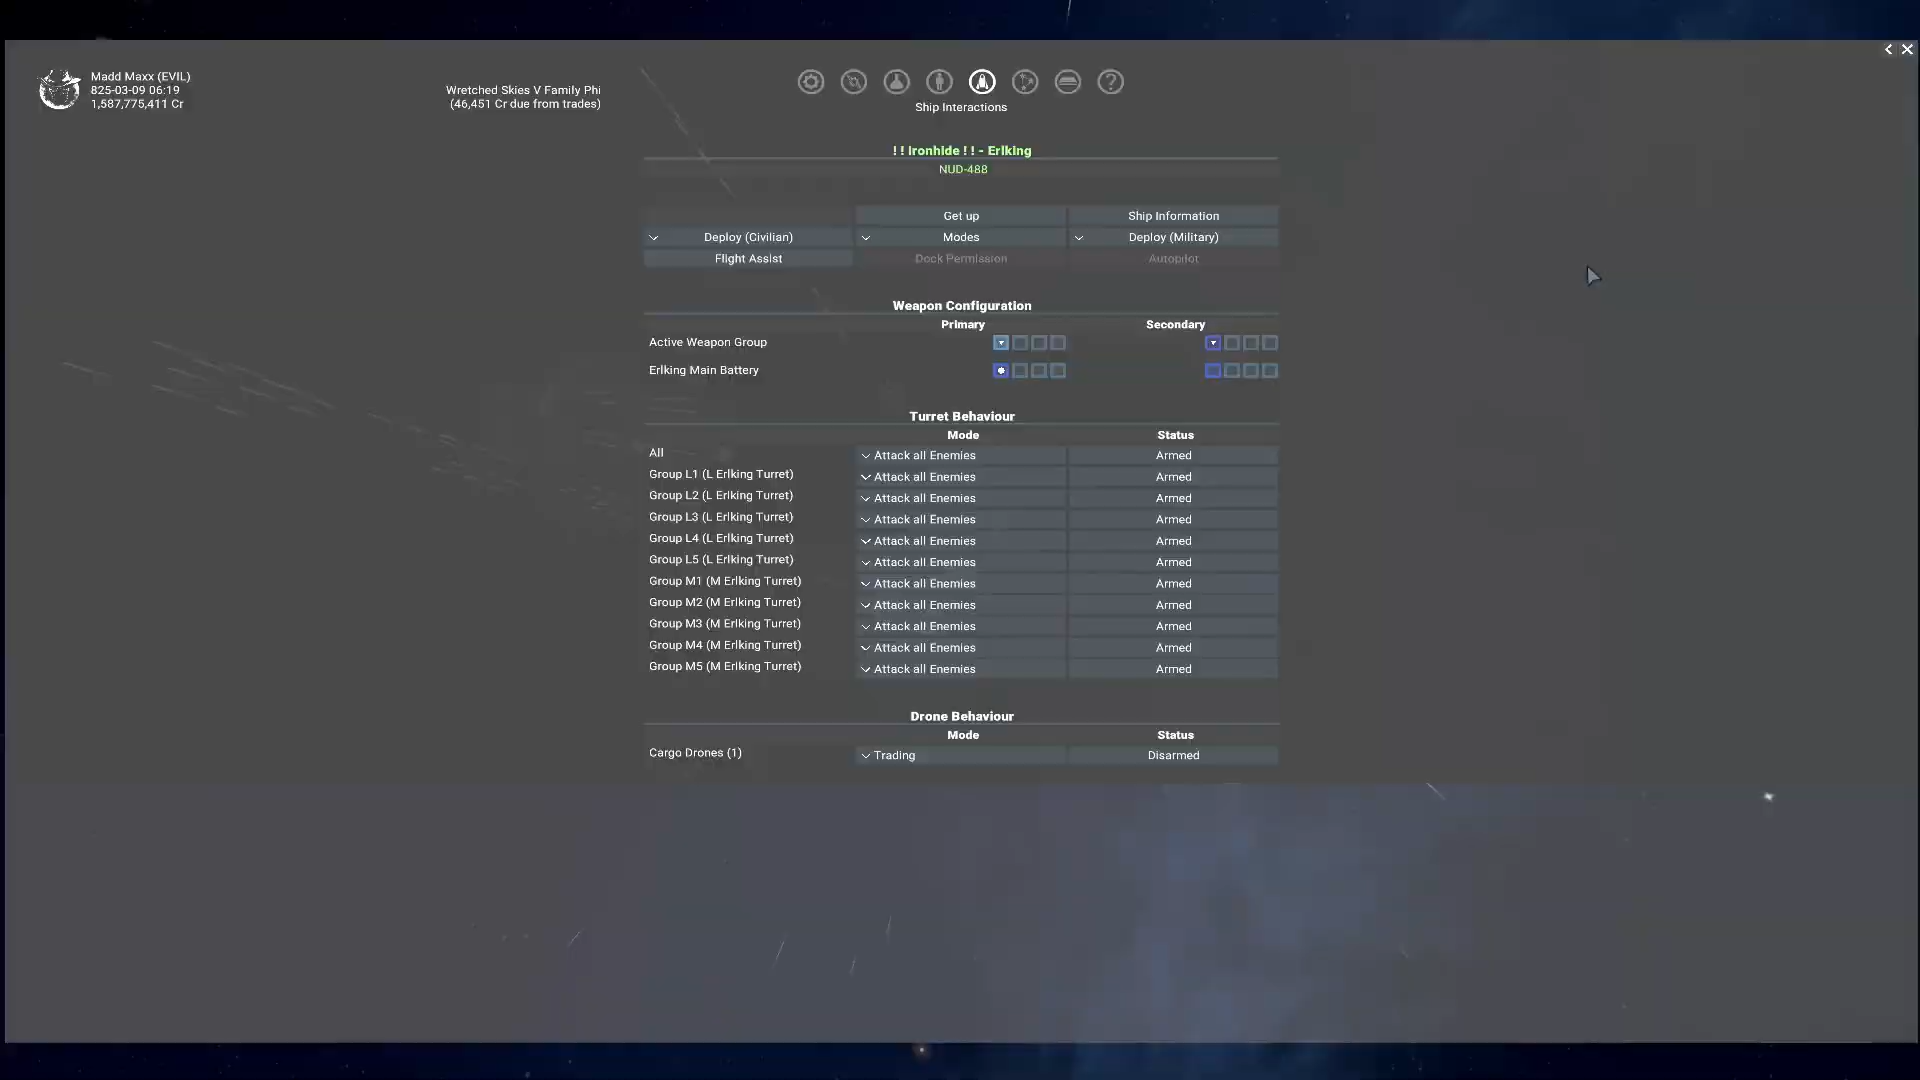 Madd Maxx (EVIL)
825-03-09 06:19
1,587,775,411 Cr
Wretched Skies V Family Phi
(46,451 Cr due from trades)
?
Ship Interactions
!! Ironhide !! - Erlking
NUD-488
Get up Ship Information
Deploy (Civilian) Modes Deploy (Military)
Flight Assist Dock Permission Autopilot
Weapon Configuration
Primary Secondary
Active Weapon Group
Erlking Main Battery
Turret Behaviour
Mode Status
All Attack all Enemies Armed
Group L1 (L Erlking Turret) Attack all Enemies Armed
Group L2 (L Erlking Turret) Attack all Enemies Armed
Group L3 (L Erlking Turret) Attack all Enemies Armed
Group L4 (L Erlking Turret) Attack all Enemies Armed
Group L5 (L Erlking Turret) Attack all Enemies Armed
Group M1 (M Erlking Turret) Attack all Enemies Armed
Group M2 (M Erlking Turret) Attack all Enemies Armed
Group M3 (M Erlking Turret) Attack all Enemies Armed
Group M4 (M Erlking Turret) Attack all Enemies Armed
Group M5 (M Erlking Turret) Attack all Enemies Armed
Drone Behaviour
Mode Status
Cargo Drones (1) Trading Disarmed